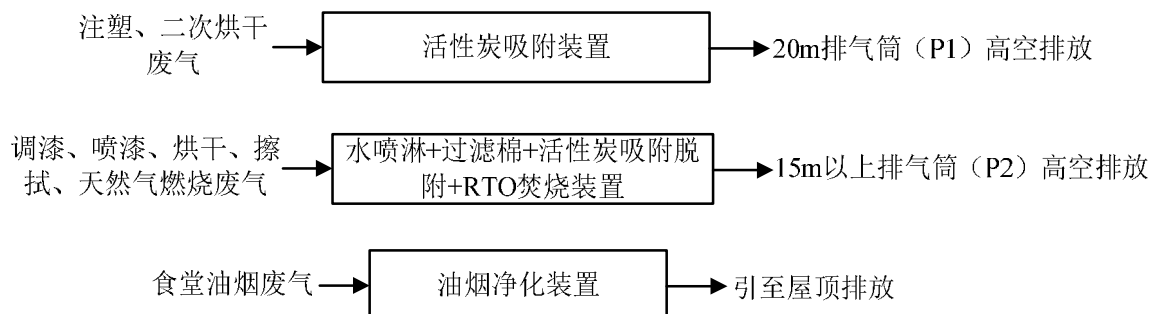 注塑、二次烘干
废气
活性炭吸附装置
20m排气筒（P1）高空排放
调漆、喷漆、烘干、擦
拭、天然气燃烧废气
水喷淋+过滤棉+活性炭吸附脱
附+RTO焚烧装置
15m以上排气筒（P2）高空排放
食堂油烟废气
油烟净化装置
引至屋顶排放